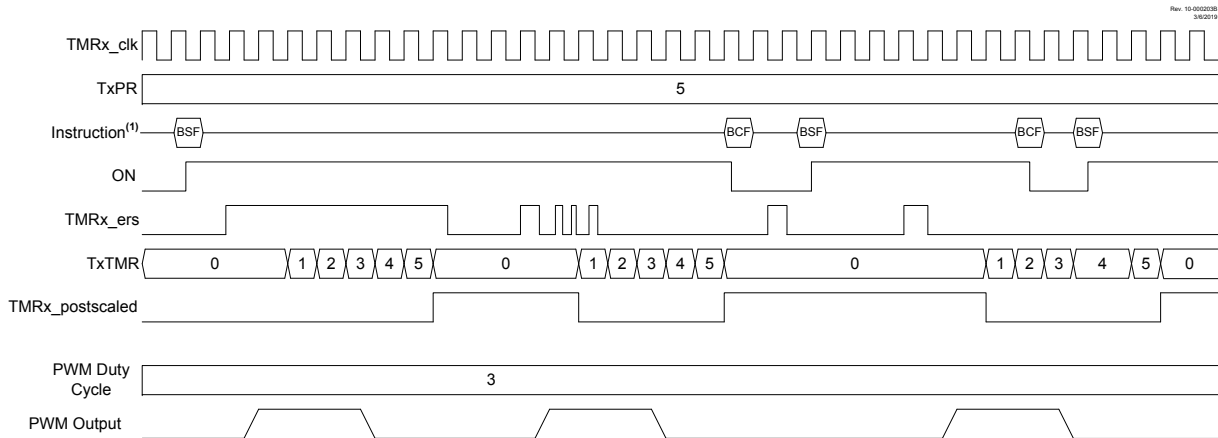 Rev. 10-000203B
3/6/2019
TMRx_clk
TxPR 5
Instruction(1) BSF BCF BSF BCF BSF
ON
TMRx_ers
TxTMR 0 1 2 3 4 5 0 1 2 3 4 5 0 1 2 3 4 5 0
TMRx_postscaled
PWM Duty
Cycle 3
PWM Output